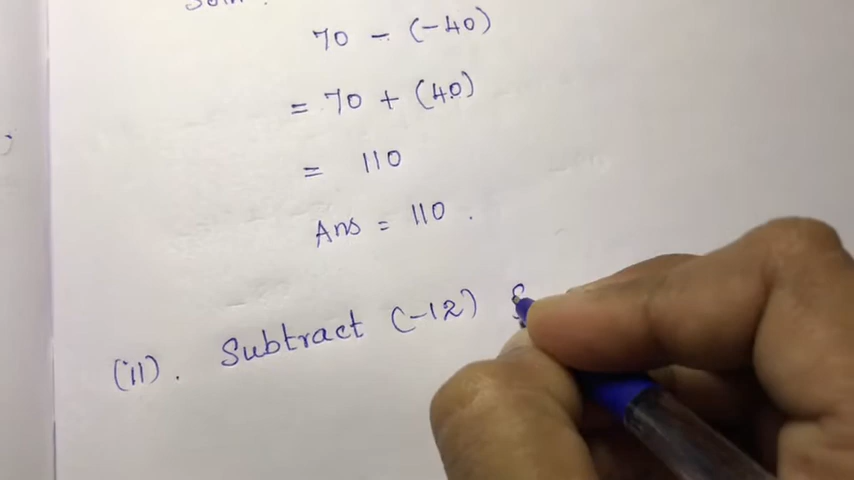 70 - (-40)
= 70 + (40)
= 110
Ans = 110 .
(ii) . Subtract (-12)